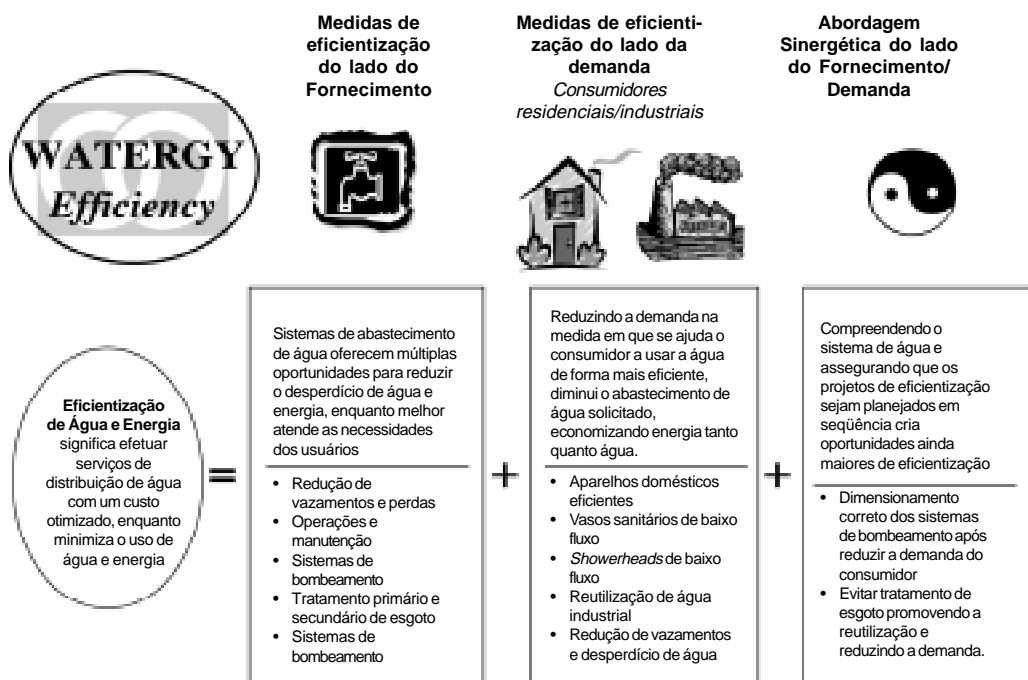 Medidas de
eficientização
do lado do
Fornecimento
Medidas de eficienti-
zação do lado da
demanda
Consumidores
residenciais/industriais
Abordagem
Sinergética do lado
do Fornecimento/
Demanda
WATERGY
Efficiency
Eficientização
de Água e Energia
significa efetuar
serviços de
distribuição de água
com um custo
otimizado, enquanto
minimiza o uso de
água e energia
=
Sistemas de abastecimento
de água oferecem múltiplas
oportunidades para reduzir
o desperdício de água e
energia, enquanto melhor
atende as necessidades
dos usuários
• Redução de
vazamentos e perdas
• Operações e
manutenção
• Sistemas de
bombeamento
• Tratamento primário e
secundário de esgoto
• Sistemas de
bombeamento
+
Reduzindo a demanda na
medida em que se ajuda o
consumidor a usar a água
de forma mais eficiente,
diminui o abastecimento de
água solicitado,
economizando energia tanto
quanto água.
• Aparelhos domésticos
eficientes
• Vasos sanitários de baixo
fluxo
• Showerheads de baixo
fluxo
• Reutilização de água
industrial
• Redução de vazamentos
e desperdício de água
+
Compreendendo o
sistema de água e
assegurando que os
projetos de eficientização
sejam planejados em
seqüência cria
oportunidades ainda
maiores de eficientização
• Dimensionamento
correto dos sistemas
de bombeamento após
reduzir a demanda do
consumidor
• Evitar tratamento de
esgoto promovendo a
reutilização e
reduzindo a demanda.